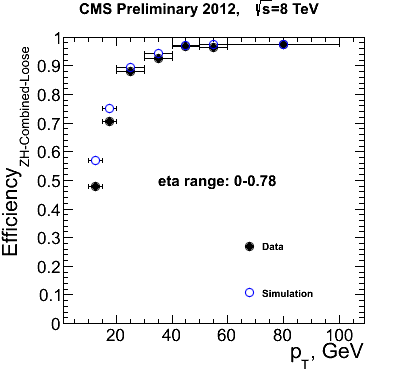 CMS Preliminary 2012, √s=8 TeV
Efficiency ZH-Combined-Loose
1
0.9
0.8
0.7
0.6
0.5
0.4
0.3
0.2
0.1
0
eta range: 0-0.78
Data
Simulation
20 40 60 80 100
pT, GeV